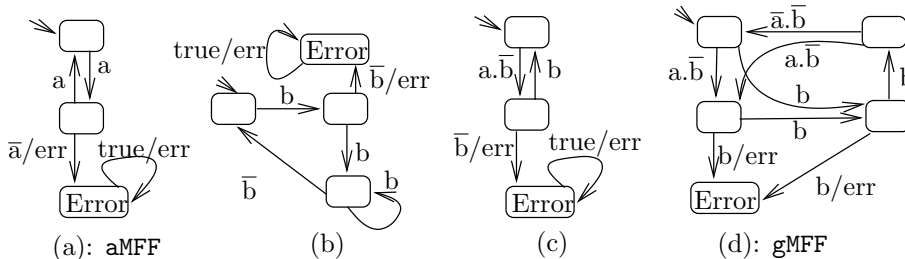 a
a
a̅/err
true/err
Error
(a): aMFF
true/err
Error
b̅/err
b
b
b̅
b
(b)
a.b̅
b
b̅/err
true/err
Error
(c)
a̅.b̅
a.b̅
a.b̅
b
b
b
b/err
b/err
Error
(d): gMFF